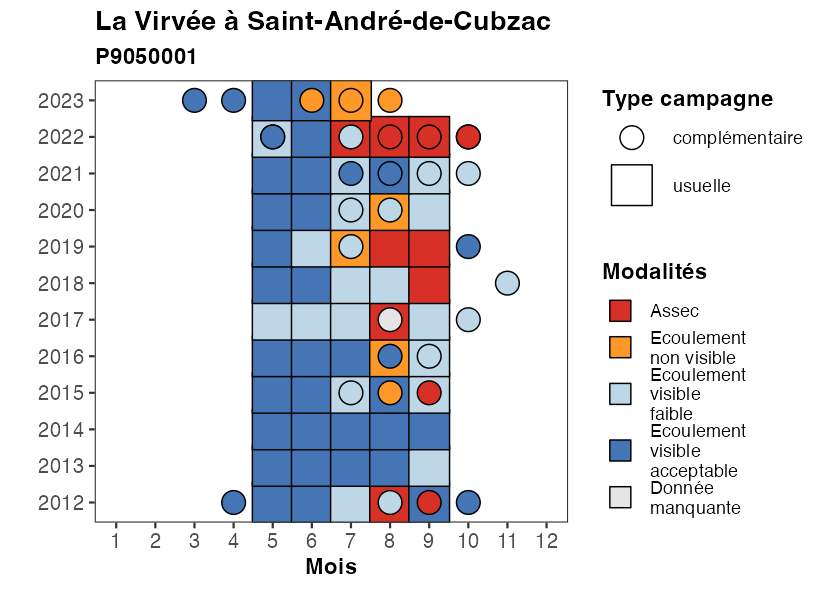 La Virvée à Saint-André-de-Cubzac
P9050001
2023
2022
2021
2020
2019
2018
2017
2016
2015
2014
2013
2012
1 2 3 4 5 6 7 8 9 10 11 12
Mois
Type campagne
complémentaire
usuelle
Modalités
Assec
Ecoulement
non visible
Ecoulement
visible
faible
Ecoulement
visible
acceptable
Donnée
manquante